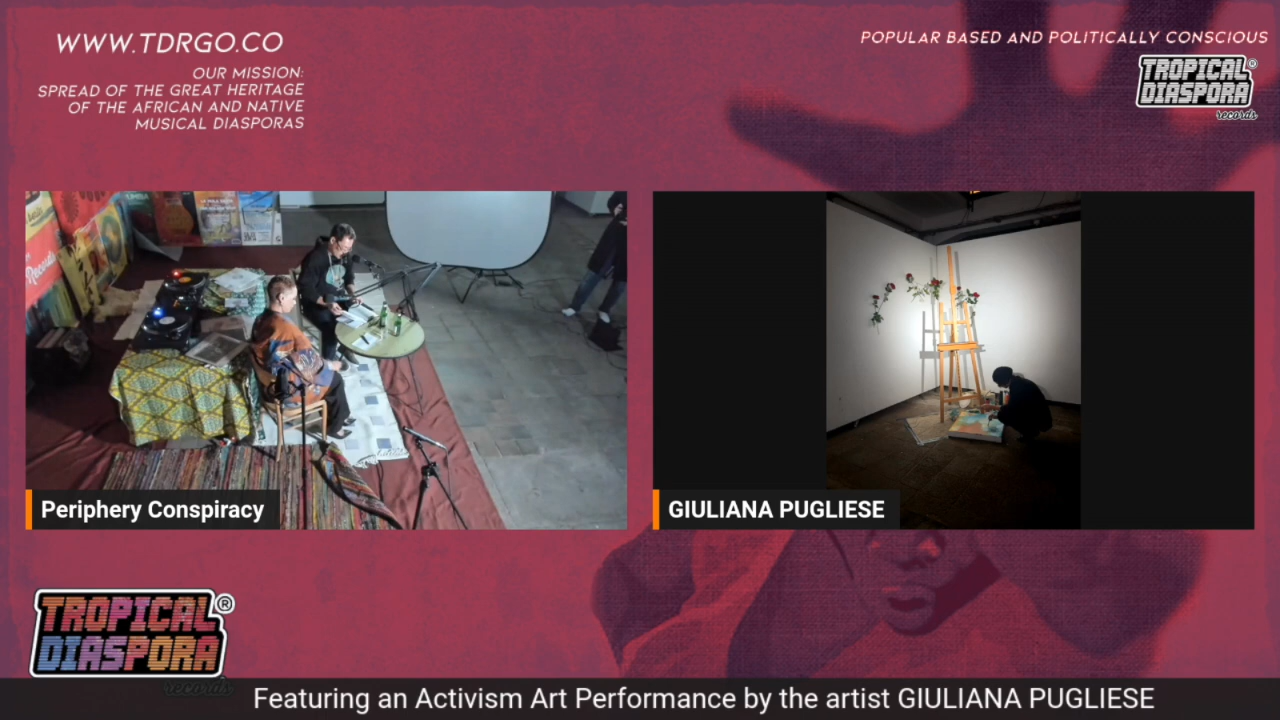 WWW.TDRGO.CO
OUR MISSION:
SPREAD OF THE GREAT HERITAGE
OF THE AFRICAN AND NATIVE
MUSICAL DIASPORAS
POPULAR BASED AND POLITICALLY CONSCIOUS
TROPICAL®
DIASPORA
records
Records
Periphery Conspiracy
GIULIANA PUGLIESE
TROPICAL®
DIASPORA
records
Featuring an Activism Art Performance by the artist GIULIANA PUGLIESE